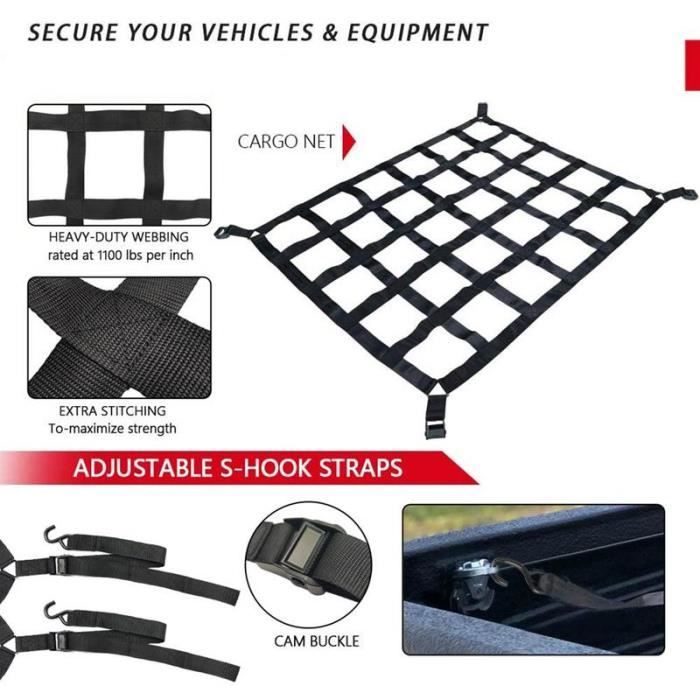 SECURE YOUR VEHICLES & EQUIPMENT
CARGO NET
HEAVY-DUTY WEBBING
rated at 1100 lbs per inch
EXTRA STITCHING
To-maximize strength
ADJUSTABLE S-HOOK STRAPS
CAM BUCKLE